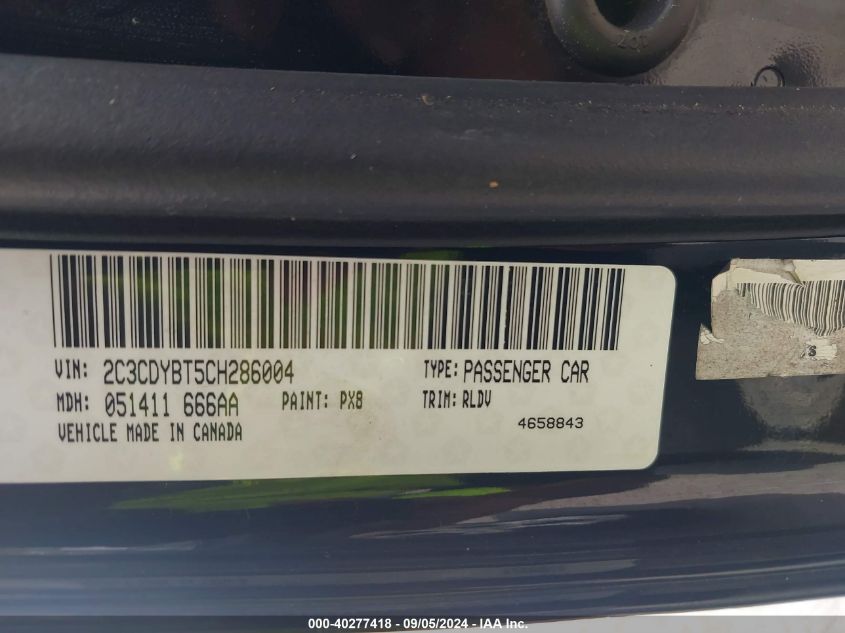 VIN: 2C3CDYBT5CH286004 TYPE: PASSENGER CAR
MDH: 051411 666AA PAINT: PX8 TRIM: RLDV
VEHICLE MADE IN CANADA 4658843
S
000-40277418 - 09/05/2024 - IAA Inc.